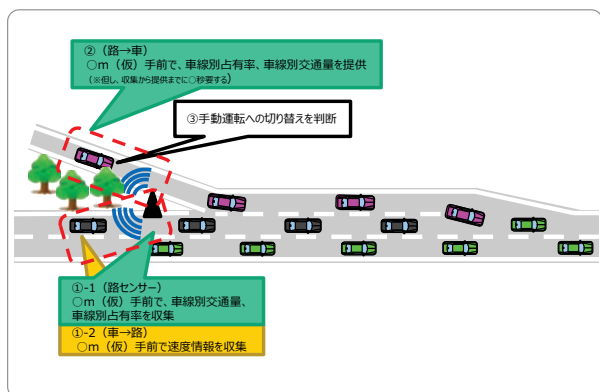 ②（路→車）
○m（仮）手前で、車線別占有率、車線別交通量を提供
（※但し、収集から提供までに○秒要する）
③手動運転への切り替えを判断
①-1（路センサー）
○m（仮）手前で、車線別交通量、
車線別占有率を収集
①-2（車→路）
○m（仮）手前で速度情報を収集